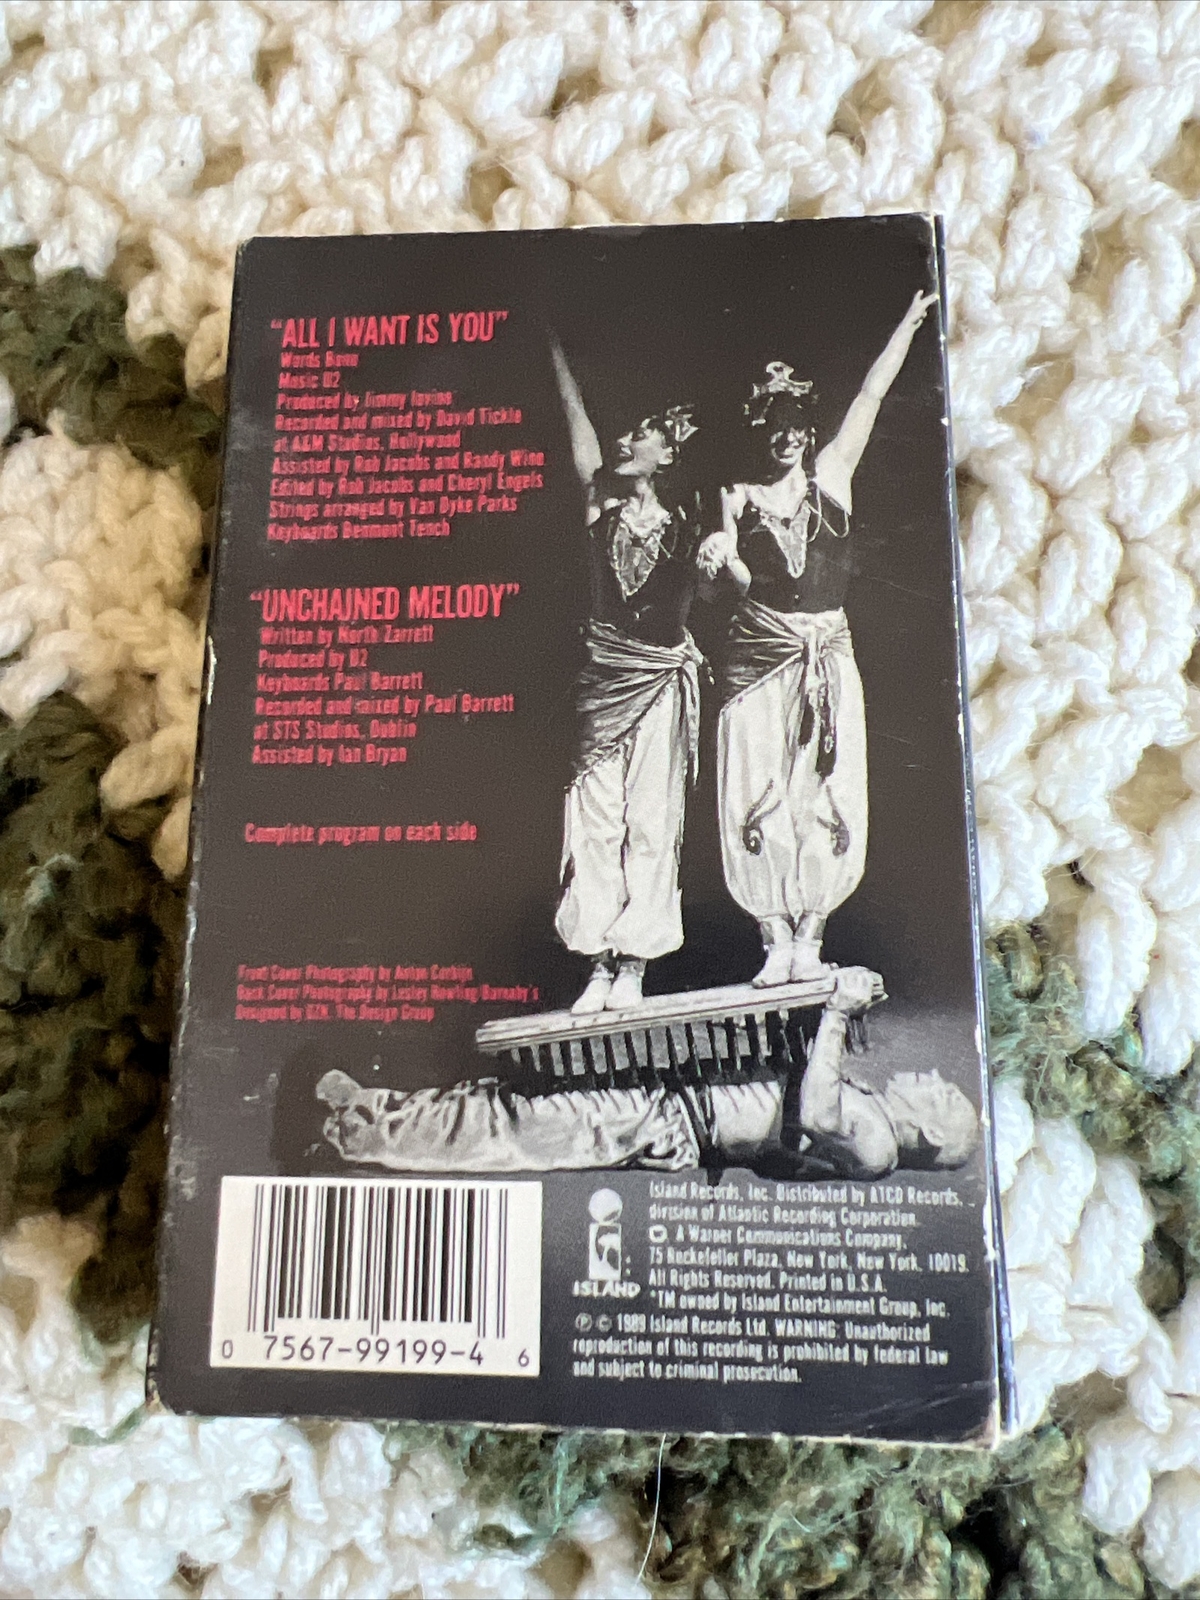 "ALL I WANT IS YOU"
Words Bono
Music U2
Produced by Jimmy Iovine
Recorded and mixed by David Tickle
at A&M Studios, Hollywood
Assisted by Rob Jacobs and Randy Wine
Edited by Rob Jacobs and Cheryl Engels
Strings arranged by Van Dyke Parks
Keyboards Benmont Tench
"UNCHAINED MELODY"
Written by North Zarrett
Produced by U2
Keyboards Paul Barrett
Recorded and mixed by Paul Barrett
at STS Studios, Dublin
Assisted by Ian Bryan
Complete program on each side
Front Cover Photography by Anton Corbijn
Back Cover Photography by Lesley Howling/Barnaby's
Designed by DZN, The Design Group
Island Records, Inc. Distributed by ATCO Records,
division of Atlantic Recording Corporation.
A Warner Communications Company,
75 Rockefeller Plaza, New York, New York, 10019.
All Rights Reserved. Printed in U.S.A.
ISLAND
*TM owned by Island Entertainment Group, Inc.
℗ © 1989 Island Records Ltd. WARNING: Unauthorized
reproduction of this recording is prohibited by federal law
and subject to criminal prosecution.
0 7567-99199-4 6